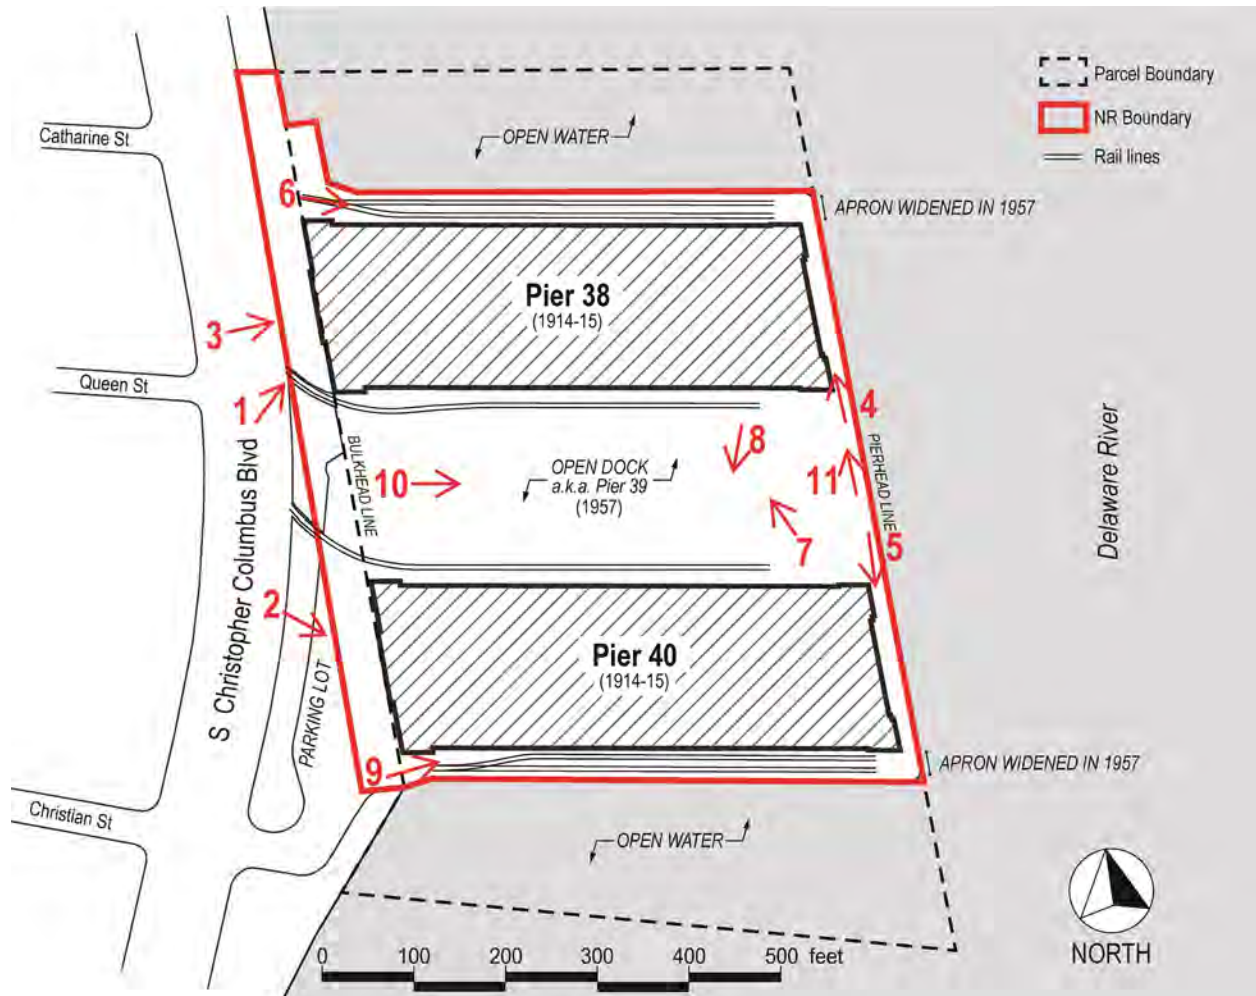 Parcel Boundary
NR Boundary
Rail lines
Catharine St
OPEN WATER
6
APRON WIDENED IN 1957
Pier 38
(1914-15)
3
Queen St
1
4
8
BULKHEAD LINE
PIERHEAD LINE
Delaware River
10
OPEN DOCK
a.k.a. Pier 39
(1957)
11
7
5
S Christopher Columbus Blvd
2
PARKING LOT
Pier 40
(1914-15)
9
APRON WIDENED IN 1957
Christian St
OPEN WATER
NORTH
0 100 200 300 400 500 feet